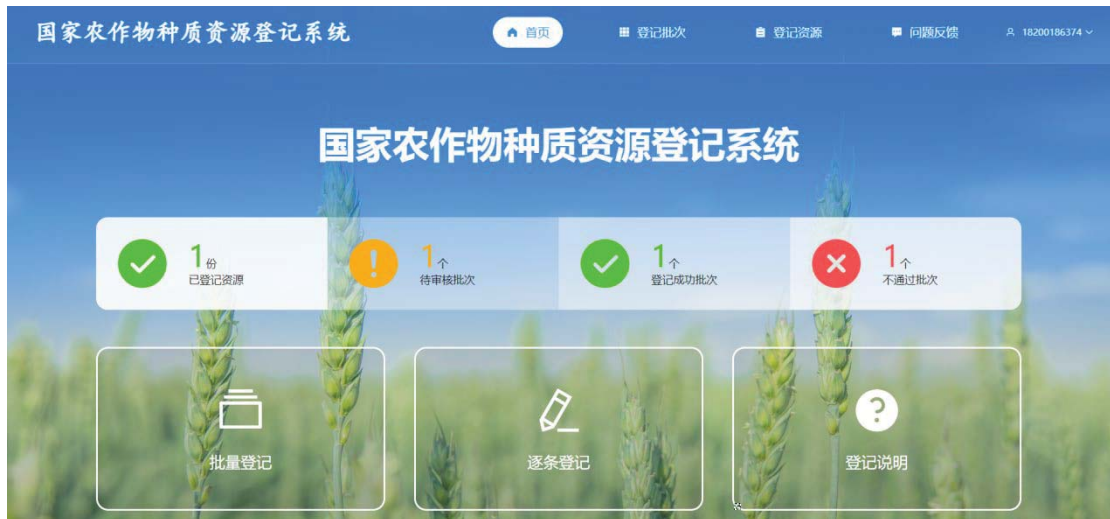 国家农作物种质资源登记系统 首页 登记批次 登记资源 问题反馈 18200186374
国家农作物种质资源登记系统
1份 1个 1个 1个
已登记资源 待审核批次 登记成功批次 不通过批次
批量登记 逐条登记 登记说明